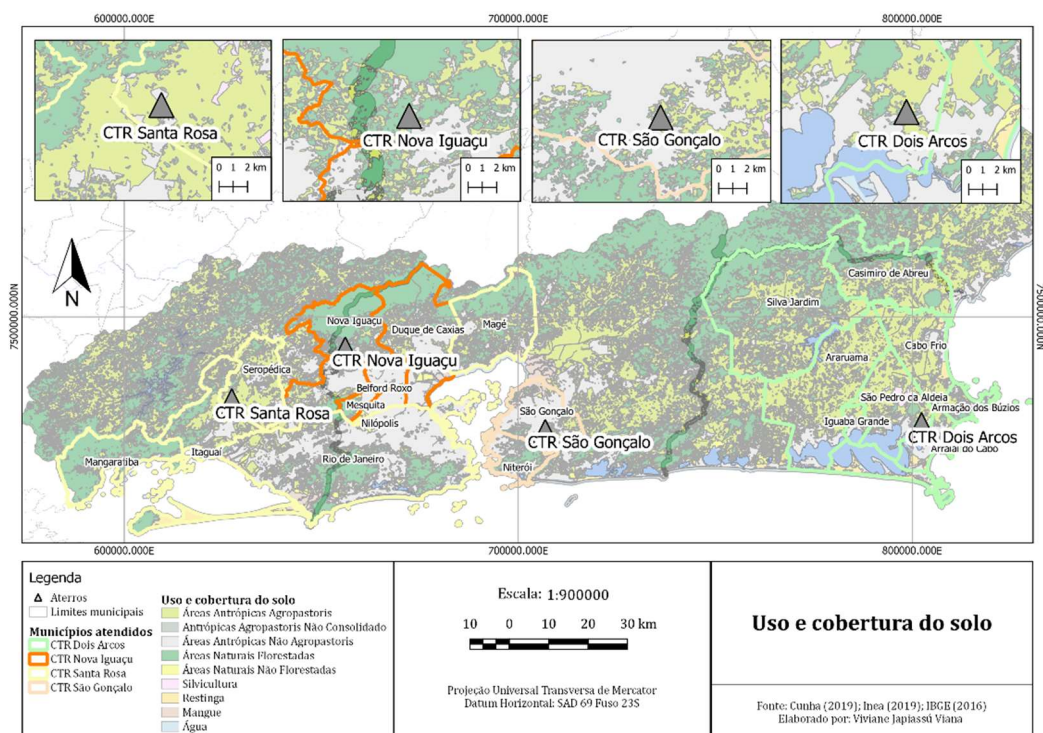 600000.000E
700000.000E
800000.000E
CTR Santa Rosa
0 1 2 km
CTR Nova Iguaçu
0 1 2 km
CTR São Gonçalo
0 1 2 km
CTR Dois Arcos
0 1 2 km
N
7500000.000N
7500000.000N
Casimiro de Abreu
Silva Jardim
Nova Iguaçu
Duque de Caxias
Magé
CTR Nova Iguaçu
Cabo Frio
Araruama
Seropédica
Belford Roxo
Mesquita
Nilópolis
CTR Santa Rosa
São Pedro da Aldeia
Armação dos Búzios
Iguaba Grande
São Gonçalo
CTR São Gonçalo
CTR Dois Arcos
Arraial do Cabo
Itaguaí
Mangaratiba
Rio de Janeiro
Niterói
600000.000E
700000.000E
800000.000E
Legenda
Aterros
Limites municipais
Municípios atendidos
CTR Dois Arcos
CTR Nova Iguaçu
CTR Santa Rosa
CTR São Gonçalo
Uso e cobertura do solo
Áreas Antrópicas Agropastoris
Antrópicas Agropastoris Não Consolidado
Áreas Antrópicas Não Agropastoris
Áreas Naturais Florestadas
Áreas Naturais Não Florestadas
Silvicultura
Restinga
Mangue
Água
Escala: 1:900000
10 0 10 20 30 km
Projeção Universal Transversa de Mercator
Datum Horizontal: SAD 69 Fuso 23S
Uso e cobertura do solo
Fonte: Cunha (2019); Inea (2019); IBGE (2016)
Elaborado por: Viviane Japiassú Viana